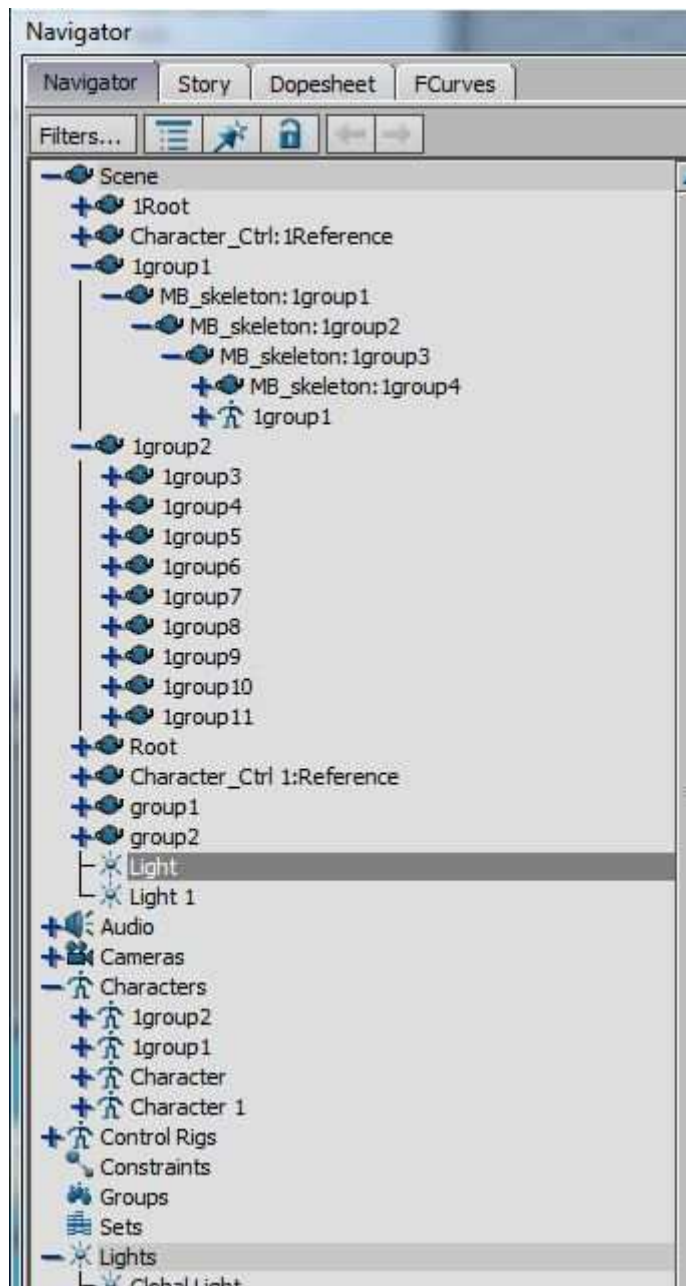 Navigator
Navigator Story Dopesheet FCurves
Filters...
Scene
1Root
Character_Ctrl:1Reference
1group1
MB_skeleton:1group1
MB_skeleton:1group2
MB_skeleton:1group3
MB_skeleton:1group4
1group1
1group2
1group3
1group4
1group5
1group6
1group7
1group8
1group9
1group10
1group11
Root
Character_Ctrl 1:Reference
group1
group2
Light
Light 1
Audio
Cameras
Characters
1group2
1group1
Character
Character 1
Control Rigs
Constraints
Groups
Sets
Lights
Global Light